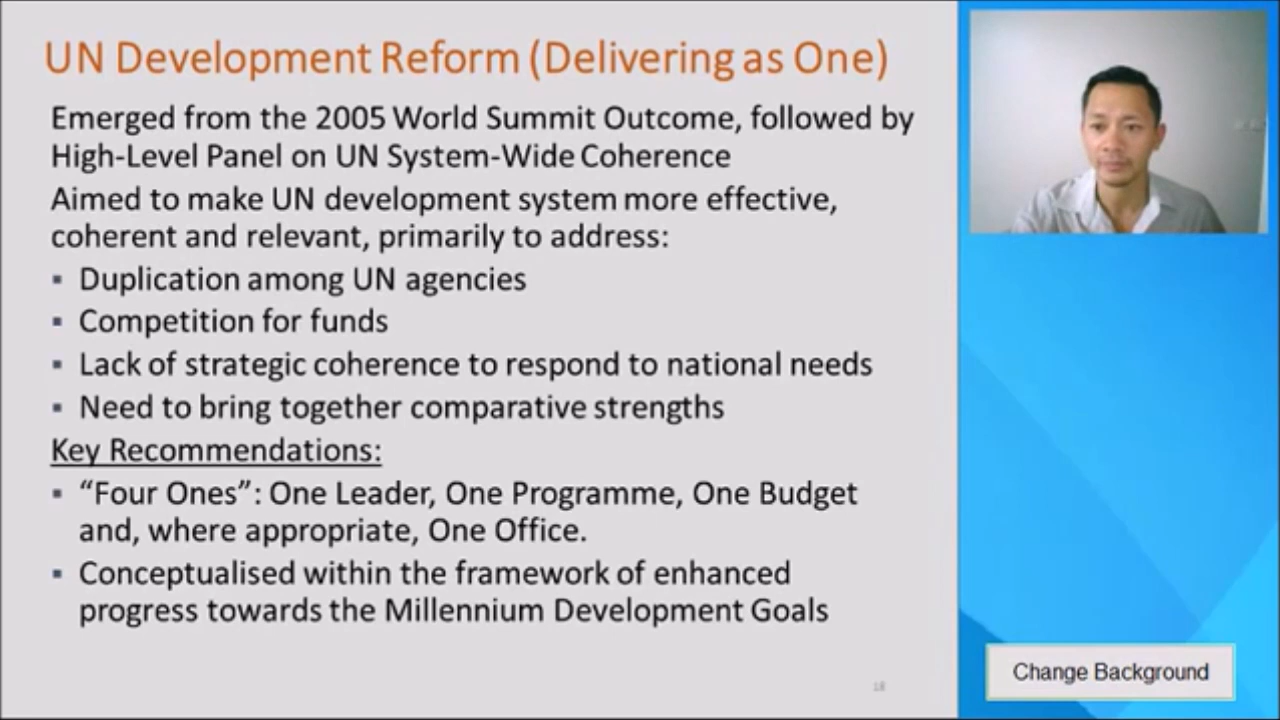 UN Development Reform (Delivering as One)
Emerged from the 2005 World Summit Outcome, followed by
High-Level Panel on UN System-Wide Coherence
Aimed to make UN development system more effective,
coherent and relevant, primarily to address:
▪ Duplication among UN agencies
▪ Competition for funds
▪ Lack of strategic coherence to respond to national needs
▪ Need to bring together comparative strengths
Key Recommendations:
▪ “Four Ones”: One Leader, One Programme, One Budget
and, where appropriate, One Office.
▪ Conceptualised within the framework of enhanced
progress towards the Millennium Development Goals
18
Change Background